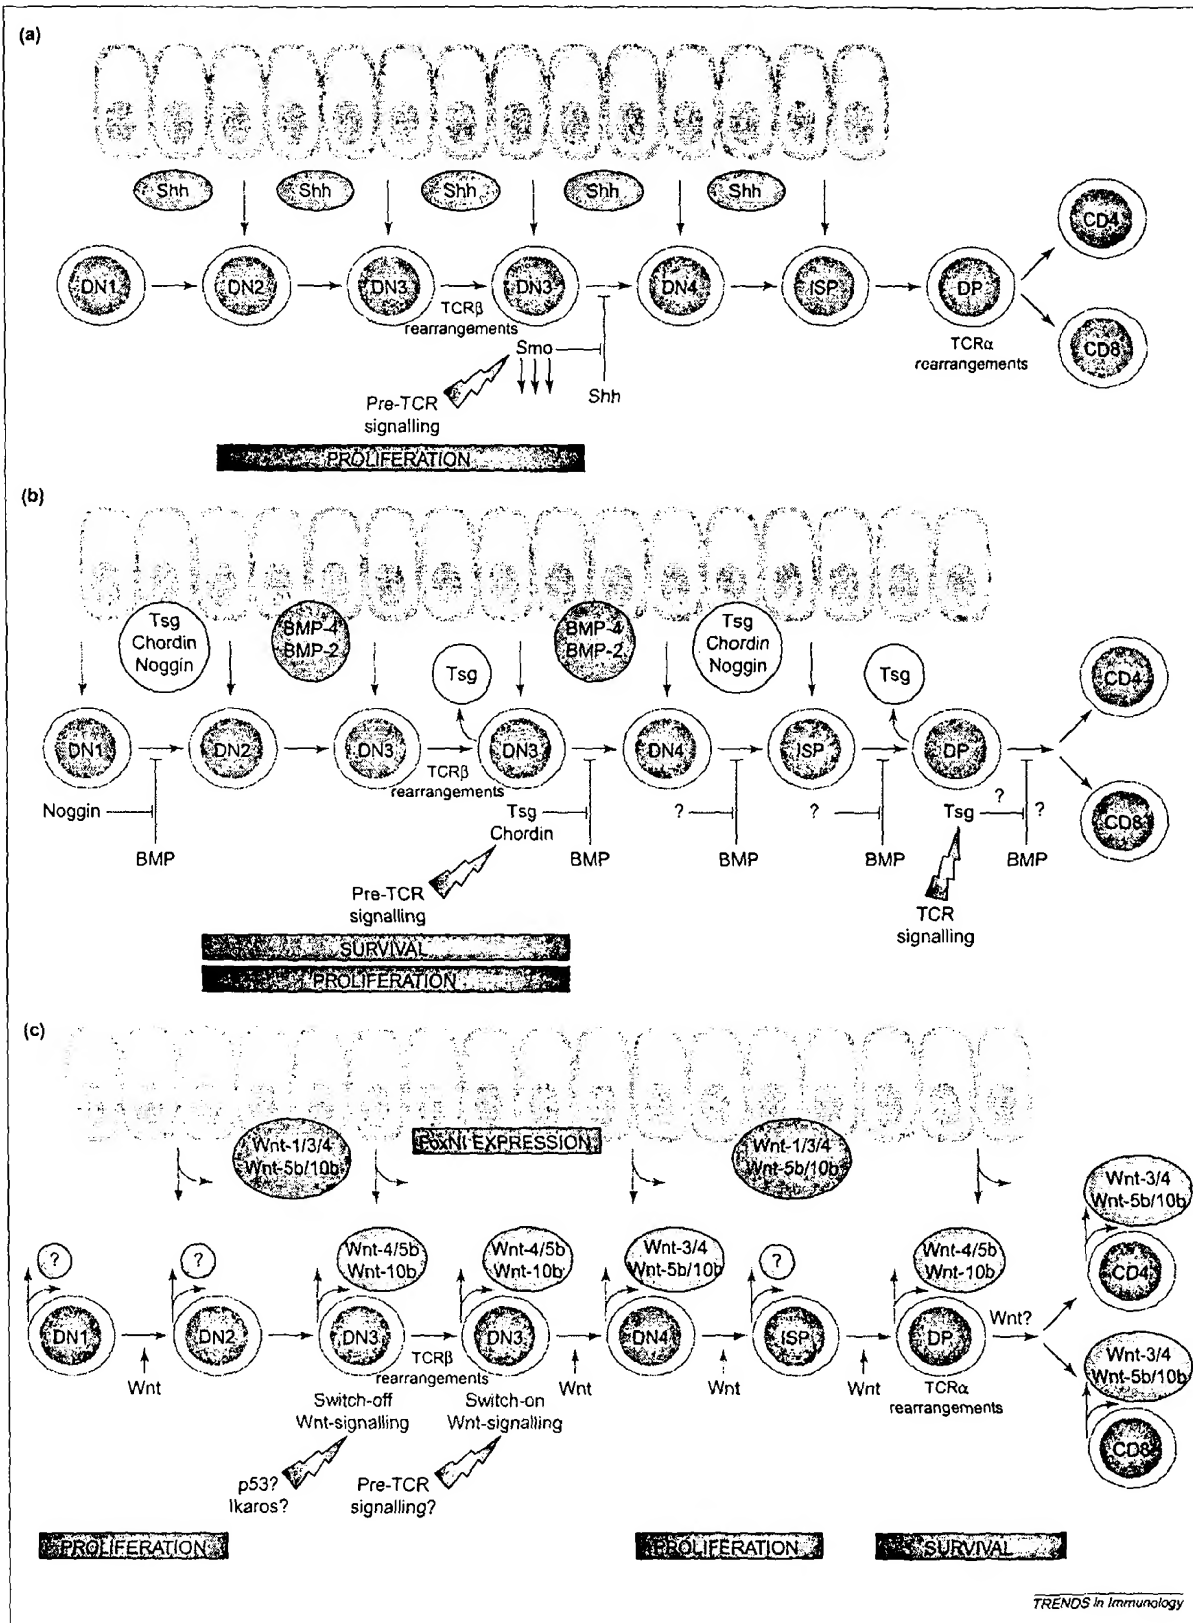 (a)
Shh Shh Shh Shh Shh
CD4
DN1 DN2 DN3 DN3 DN4 ISP DP
TCRβ
rearrangements
TCRα
rearrangements
CD8
Smo
Shh
Pre-TCR
signalling
PROLIFERATION
(b)
Tsg
Chordin
Noggin
BMP-4
BMP-2
Tsg
BMP-4
BMP-2
Tsg
Chordin
Noggin
Tsg
CD4
DN1 DN2 DN3 DN3 DN4 ISP DP
TCRβ
rearrangements
CD8
Noggin
BMP
Tsg
Chordin
BMP
?
BMP
?
BMP
Tsg
?
?
BMP
Pre-TCR
signalling
TCR
signalling
SURVIVAL
PROLIFERATION
(c)
Wnt-1/3/4
Wnt-5b/10b
FoxNI EXPRESSION
Wnt-1/3/4
Wnt-5b/10b
Wnt-3/4
Wnt-5b/10b
?
?
Wnt-4/5b
Wnt-10b
Wnt-4/5b
Wnt-10b
Wnt-3/4
Wnt-5b/10b
?
Wnt-4/5b
Wnt-10b
CD4
DN1 DN2 DN3 DN3 DN4 ISP DP
Wnt?
Wnt
TCRβ
rearrangements
Wnt
Wnt
Wnt
TCRα
rearrangements
Wnt-3/4
Wnt-5b/10b
CD8
Switch-off
Wnt-signalling
Switch-on
Wnt-signalling
p53?
Ikaros?
Pre-TCR
signalling?
PROLIFERATION
PROLIFERATION
SURVIVAL
TRENDS in Immunology